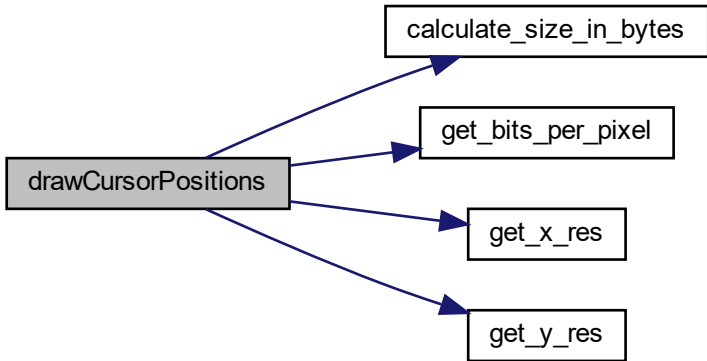 calculate_size_in_bytes
get_bits_per_pixel
drawCursorPositions
get_x_res
get_y_res